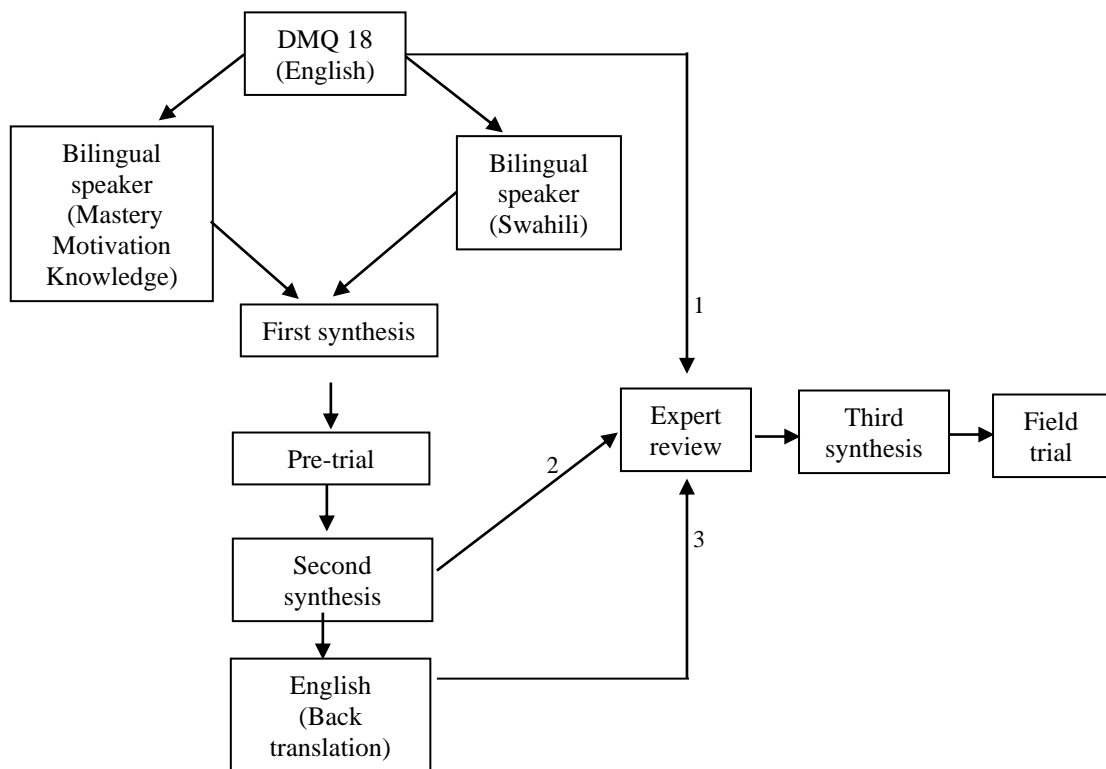 DMQ 18
(English)
Bilingual
speaker
(Mastery
Motivation
Knowledge)
Bilingual
speaker
(Swahili)
First synthesis
1
Pre-trial
2
Expert
review
Third
synthesis
Field
trial
Second
synthesis
3
English
(Back
translation)